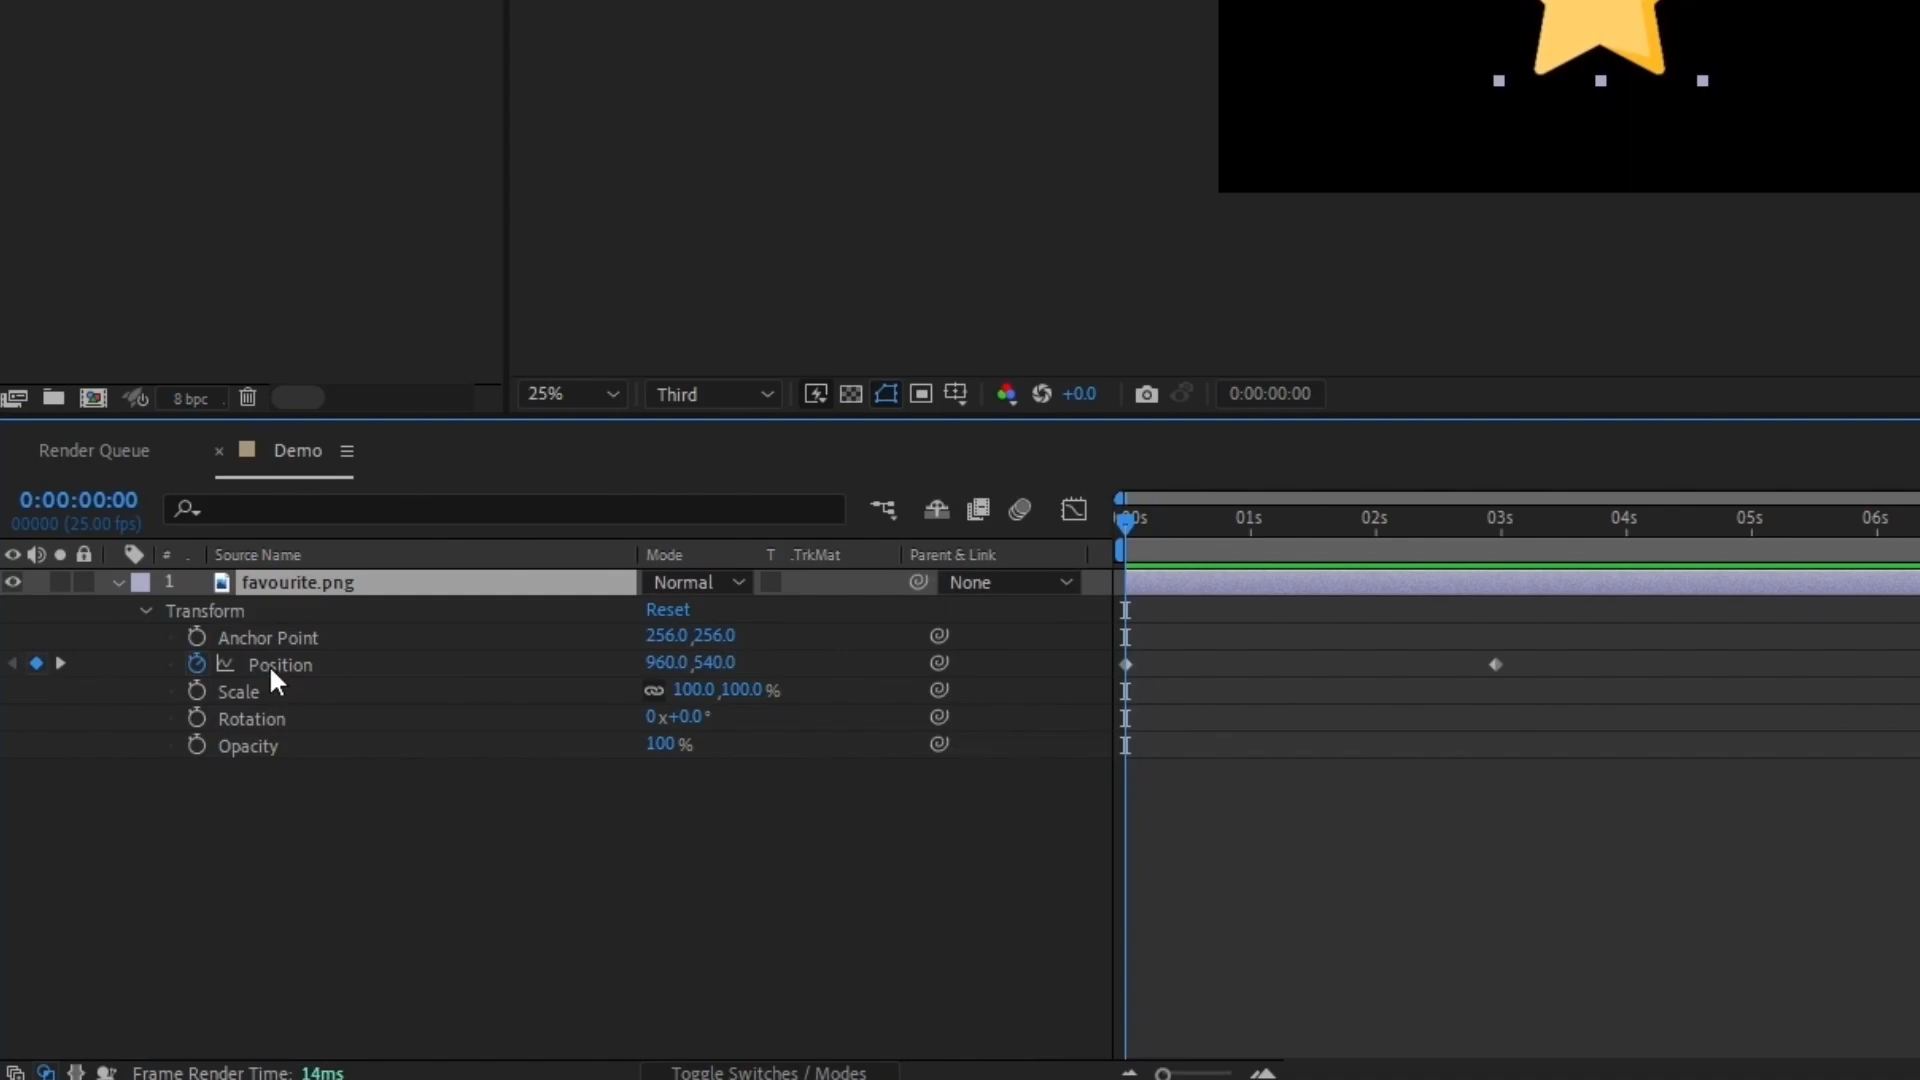 8 bpc
25%
Third
+0.0
0:00:00:00
Render Queue
× Demo
0:00:00:00
00000 (25.00 fps)
01s 02s 03s 04s 05s 06s
# Source Name Mode T .TrkMat Parent & Link
1 favourite.png Normal None
Transform Reset
Anchor Point 256.0,256.0
Position 960.0,540.0
Scale 100.0,100.0%
Rotation 0x+0.0°
Opacity 100%
Frame Render Time: 14ms
Toggle Switches / Modes